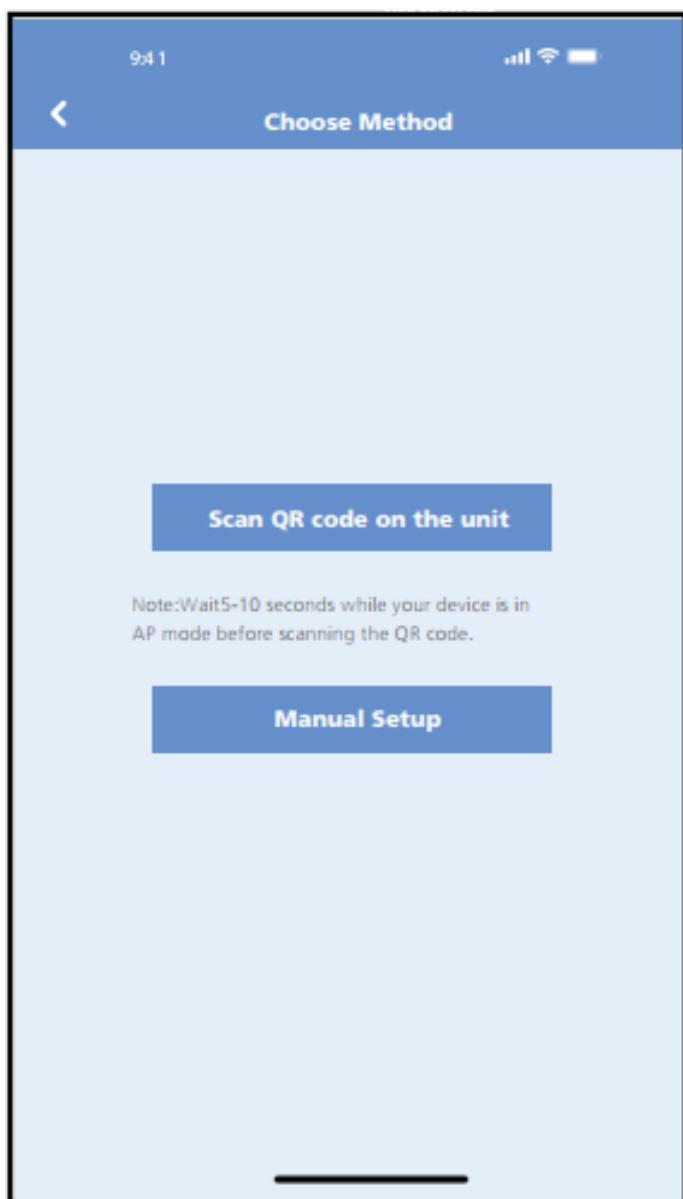 9:41
Choose Method
Scan QR code on the unit
Note:Wait5-10 seconds while your device is in
AP mode before scanning the QR code.
Manual Setup